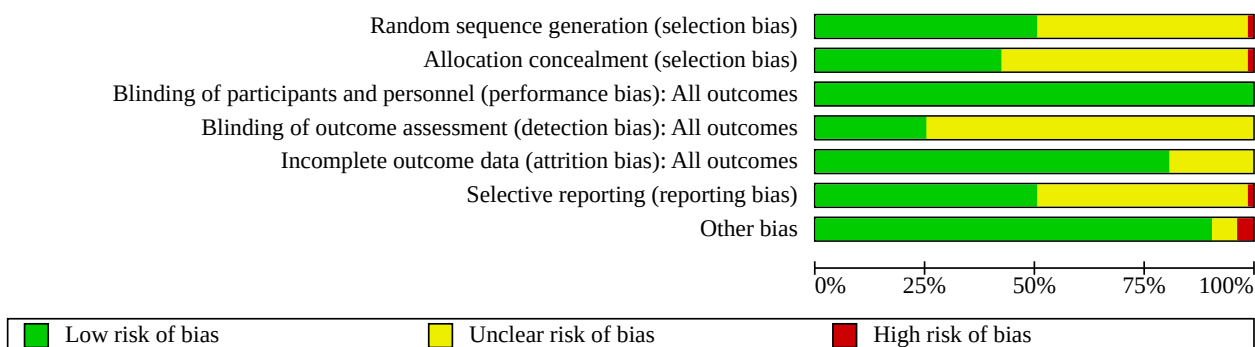 Random sequence generation (selection bias)
Allocation concealment (selection bias)
Blinding of participants and personnel (performance bias): All outcomes
Blinding of outcome assessment (detection bias): All outcomes
Incomplete outcome data (attrition bias): All outcomes
Selective reporting (reporting bias)
Other bias
0% 25% 50% 75% 100%
Low risk of bias Unclear risk of bias High risk of bias